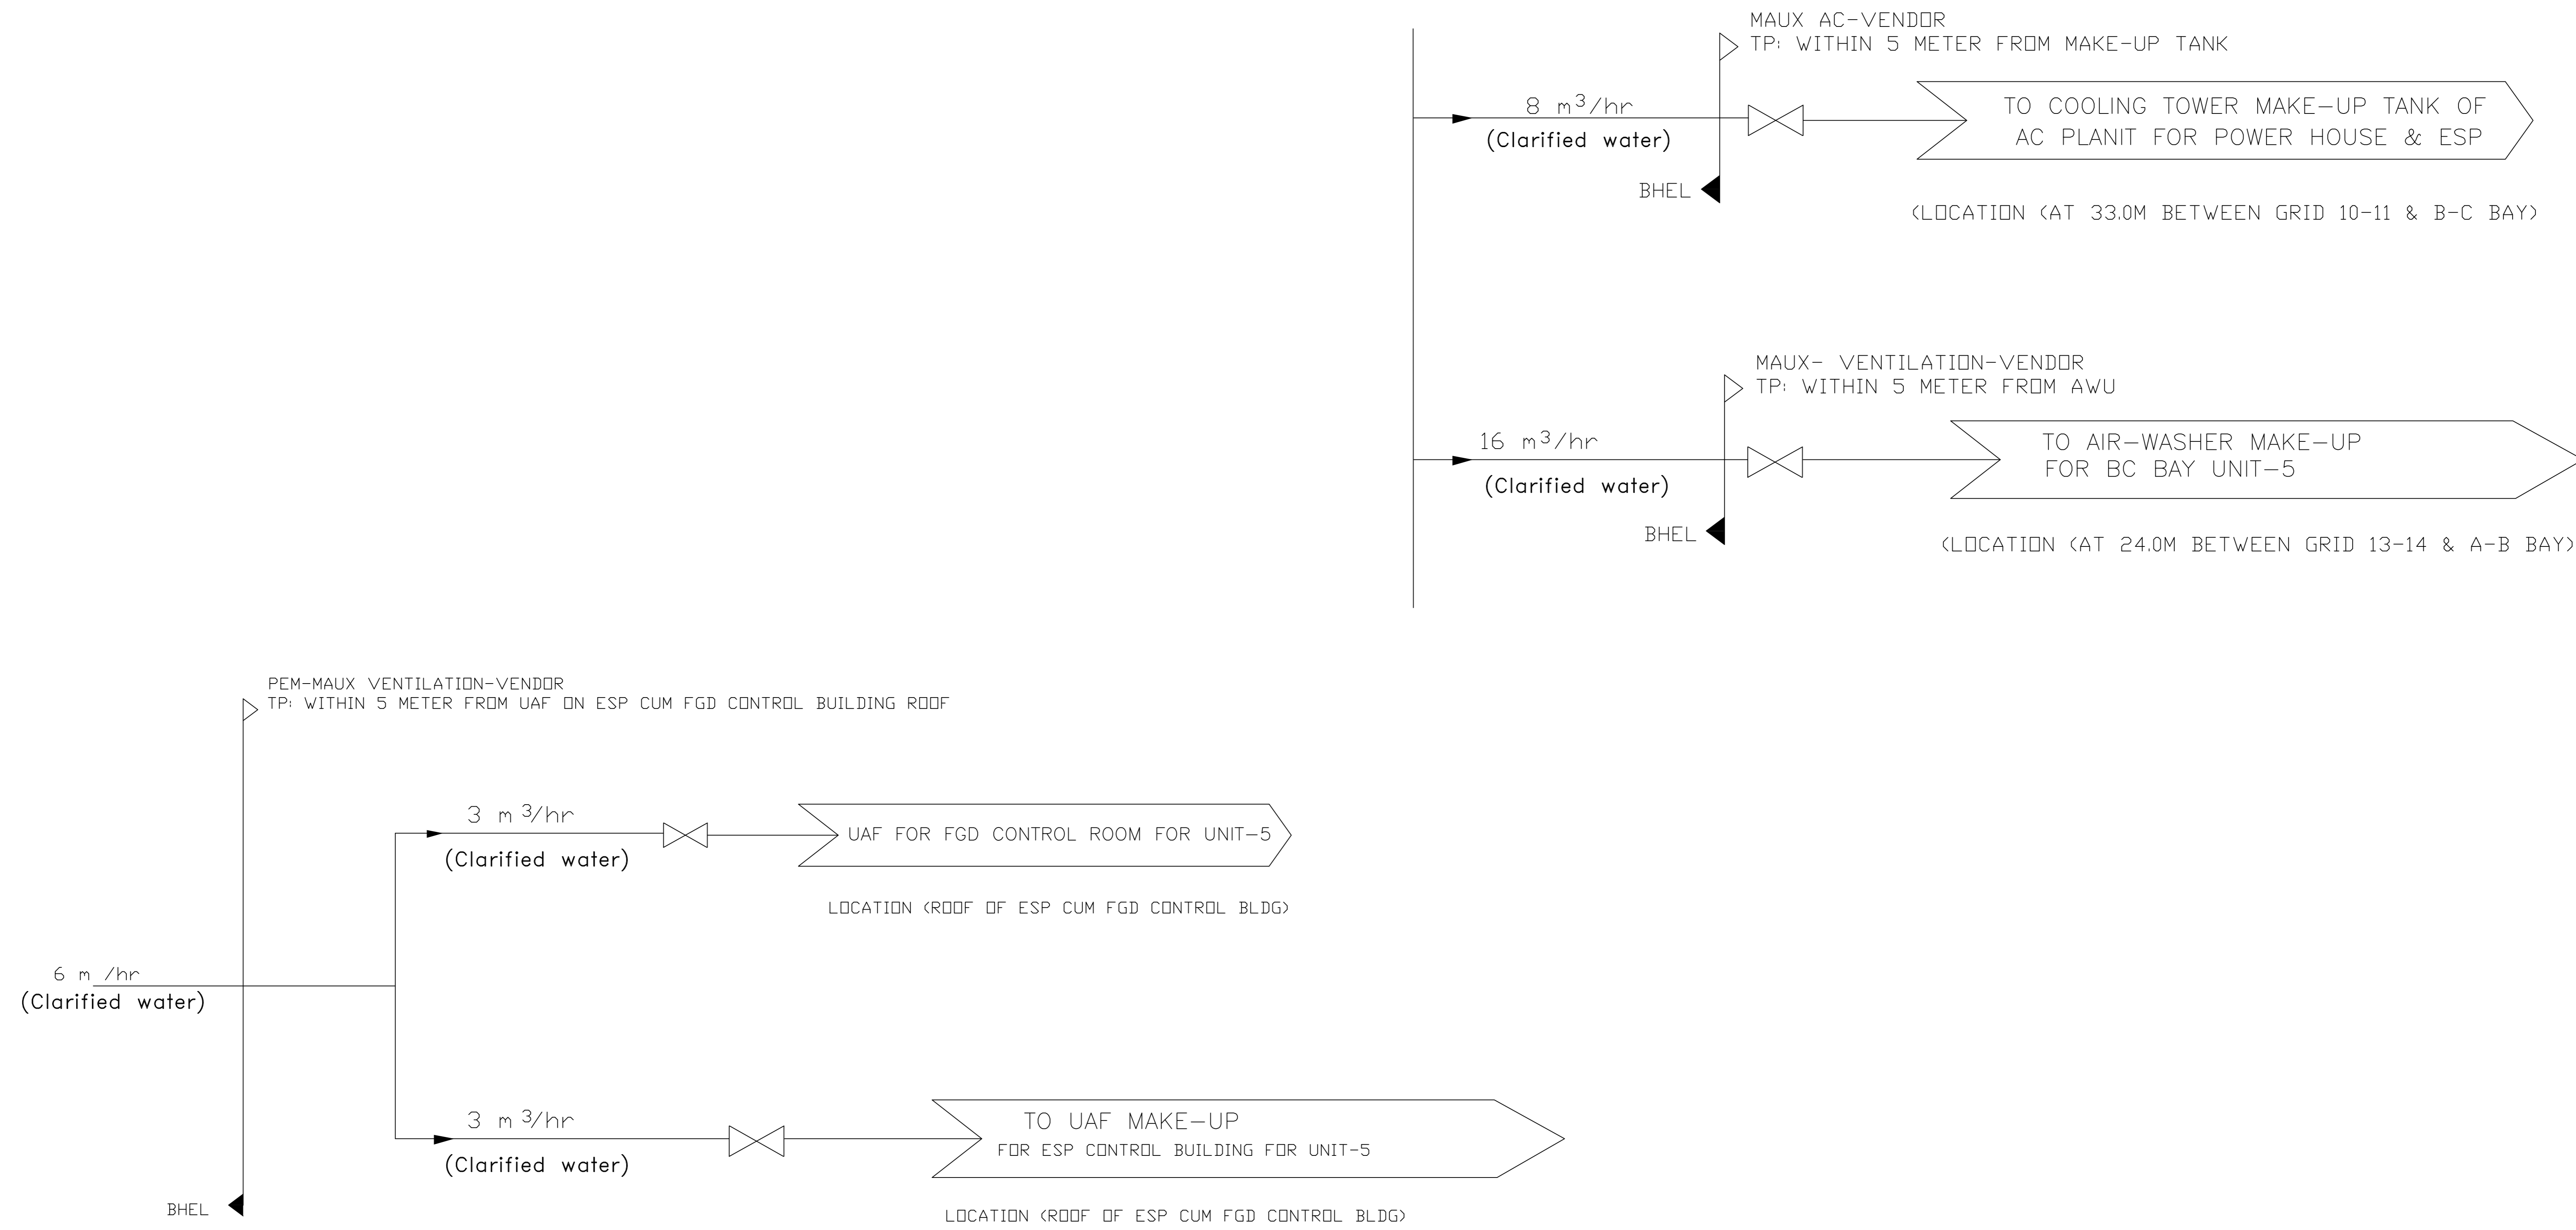 MAUX AC-VENDOR
TP: WITHIN 5 METER FROM MAKE-UP TANK
8 m³/hr
(Clarified water)
TO COOLING TOWER MAKE-UP TANK OF
AC PLANIT FOR POWER HOUSE & ESP
BHEL
(LOCATION (AT 33.0M BETWEEN GRID 10-11 & B-C BAY)
MAUX- VENTILATION-VENDOR
TP: WITHIN 5 METER FROM AWU
16 m³/hr
(Clarified water)
TO AIR-WASHER MAKE-UP
FOR BC BAY UNIT-5
BHEL
(LOCATION (AT 24.0M BETWEEN GRID 13-14 & A-B BAY)
PEM-MAUX VENTILATION-VENDOR
TP: WITHIN 5 METER FROM UAF ON ESP CUM FGD CONTROL BUILDING ROOF
3 m³/hr
(Clarified water)
UAF FOR FGD CONTROL ROOM FOR UNIT-5
LOCATION (ROOF OF ESP CUM FGD CONTROL BLDG)
6 m /hr
(Clarified water)
3 m³/hr
(Clarified water)
TO UAF MAKE-UP
FOR ESP CONTROL BUILDING FOR UNIT-5
BHEL
LOCATION (ROOF OF ESP CUM FGD CONTROL BLDG)